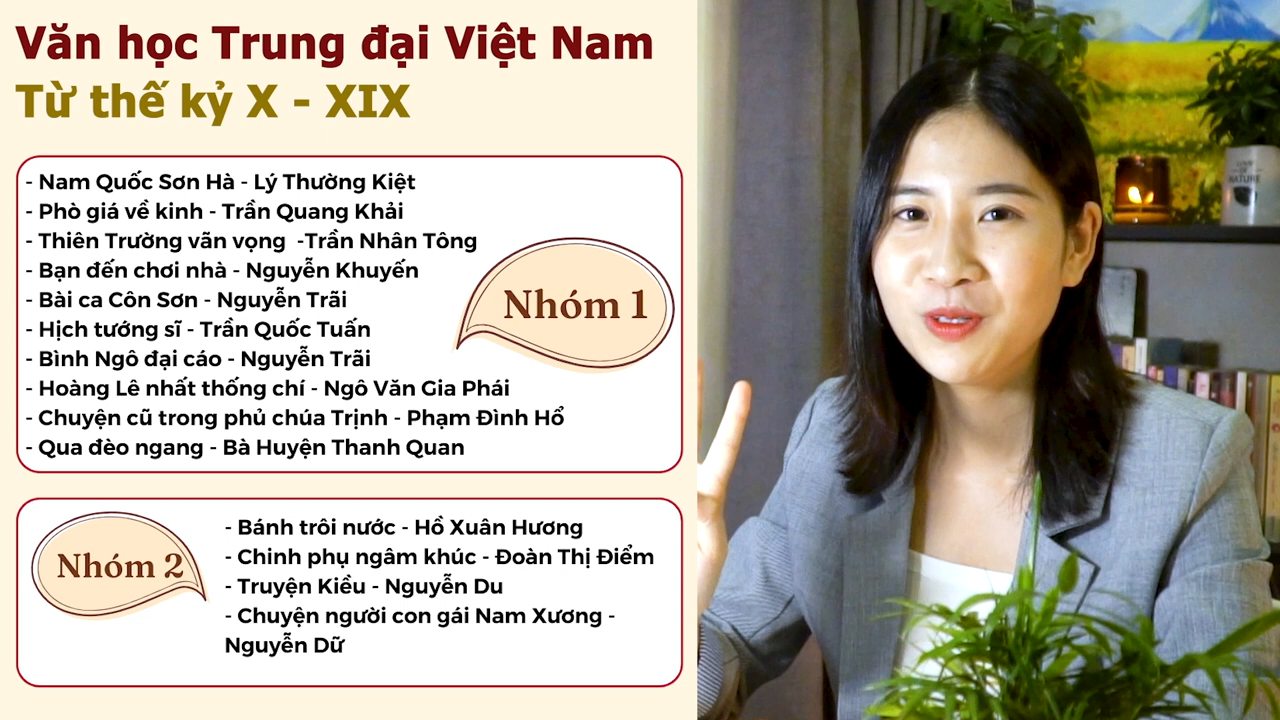 Văn học Trung đại Việt Nam
Từ thế kỷ X - XIX
- Nam Quốc Sơn Hà - Lý Thường Kiệt
- Phò giá về kinh - Trần Quang Khải
- Thiên Trường vãn vọng -Trần Nhân Tông
- Bạn đến chơi nhà - Nguyễn Khuyến
- Bài ca Côn Sơn - Nguyễn Trãi
- Hịch tướng sĩ - Trần Quốc Tuấn
- Bình Ngô đại cáo - Nguyễn Trãi
- Hoàng Lê nhất thống chí - Ngô Văn Gia Phái
- Chuyện cũ trong phủ chúa Trịnh - Phạm Đình Hổ
- Qua đèo ngang - Bà Huyện Thanh Quan
Nhóm 1
Nhóm 2
- Bánh trôi nước - Hồ Xuân Hương
- Chinh phụ ngâm khúc - Đoàn Thị Điểm
- Truyện Kiều - Nguyễn Du
- Chuyện người con gái Nam Xương -
Nguyễn Dữ
NATURE